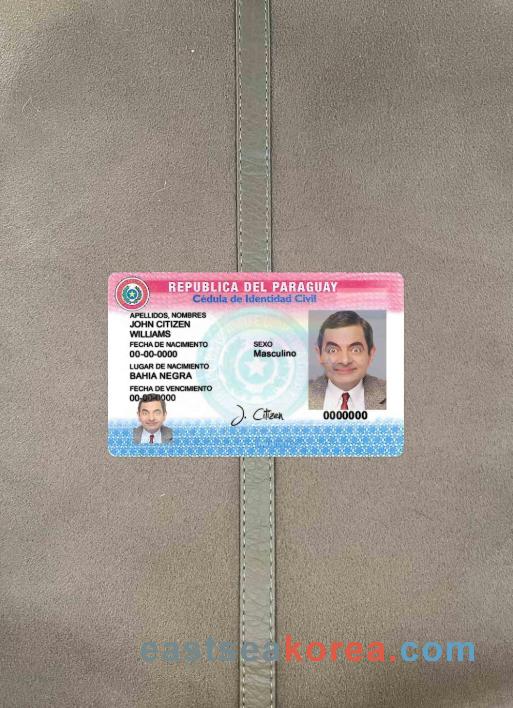 REPUBLICA DEL PARAGUAY
Cédula de Identidad Civil
APELLIDOS, NOMBRES
JOHN CITIZEN
WILLIAMS
FECHA DE NACIMIENTO
00-00-0000
SEXO
Masculino
LUGAR DE NACIMIENTO
BAHIA NEGRA
FECHA DE VENCIMIENTO
00-00-0000
J. Citizen
0000000
eastseakorea.com